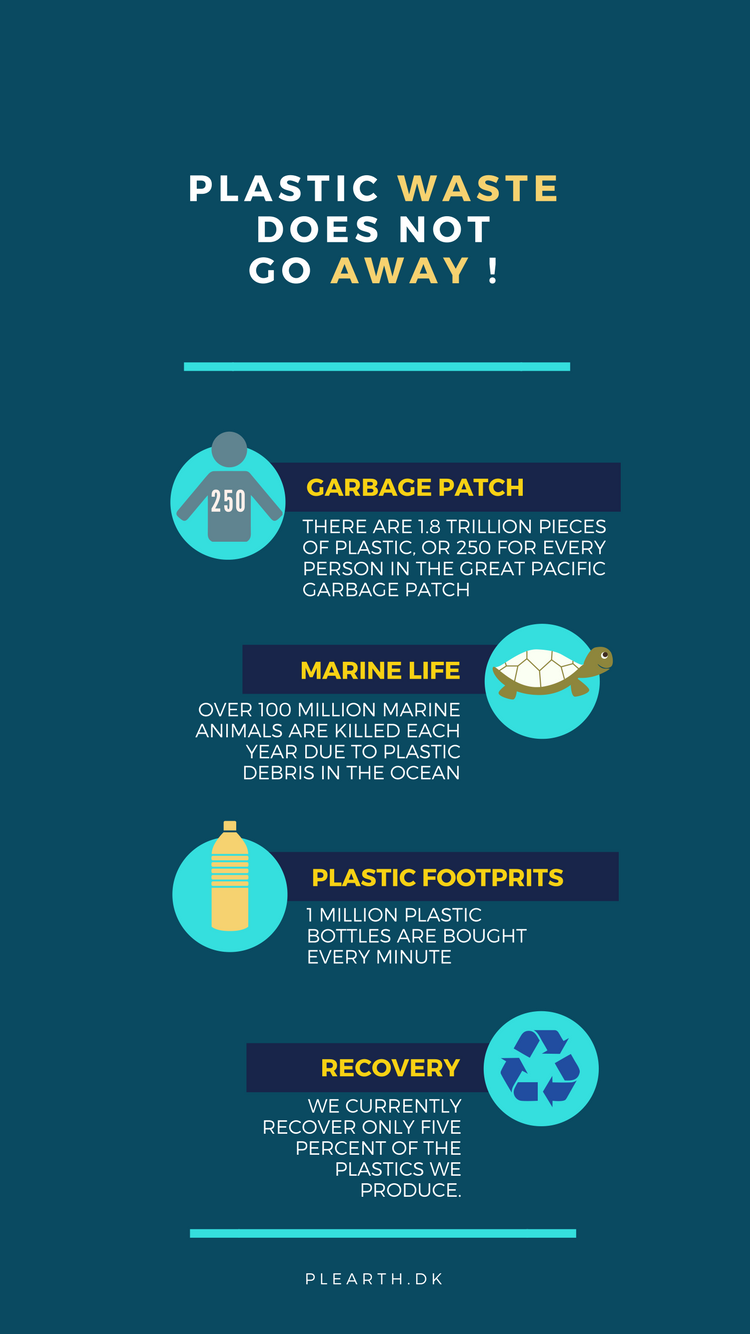 PLASTIC WASTE
DOES NOT
GO AWAY !
250
GARBAGE PATCH
THERE ARE 1.8 TRILLION PIECES
OF PLASTIC, OR 250 FOR EVERY
PERSON IN THE GREAT PACIFIC
GARBAGE PATCH
MARINE LIFE
OVER 100 MILLION MARINE
ANIMALS ARE KILLED EACH
YEAR DUE TO PLASTIC
DEBRIS IN THE OCEAN
PLASTIC FOOTPRITS
1 MILLION PLASTIC
BOTTLES ARE BOUGHT
EVERY MINUTE
RECOVERY
WE CURRENTLY
RECOVER ONLY FIVE
PERCENT OF THE
PLASTICS WE
PRODUCE.
PLEARTH.DK